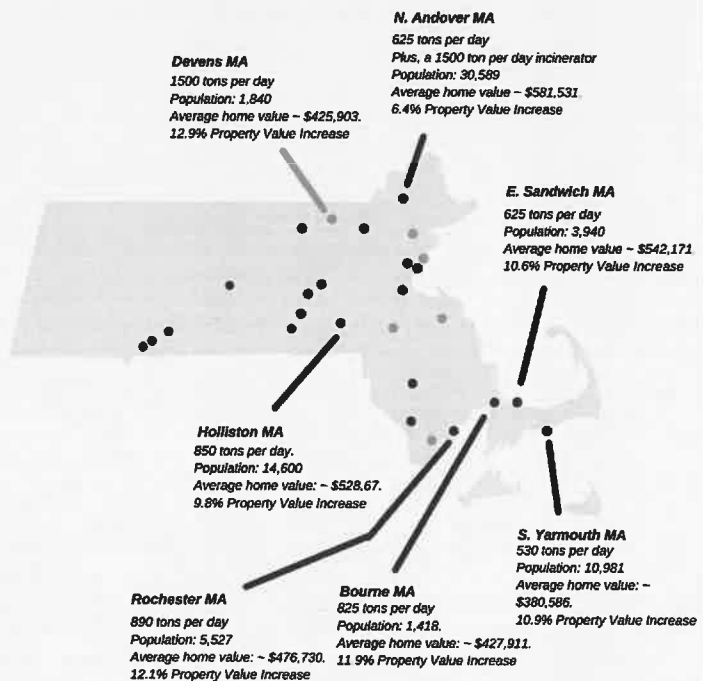 N. Andover MA
625 tons per day
Plus, a 1500 ton per day incinerator
Population: 30,589
Average home value ~ $581,531.
6.4% Property Value Increase
Devens MA
1500 tons per day
Population: 1,840
Average home value ~ $425,903.
12.9% Property Value Increase
E. Sandwich MA
625 tons per day
Population: 3,940
Average home value ~ $542,171
10.6% Property Value Increase
Holliston MA
850 tons per day.
Population: 14,600
Average home value: ~ $528,67.
9.8% Property Value Increase
S. Yarmouth MA
530 tons per day
Population: 10,981
Average home value: ~
$380,586.
10.9% Property Value Increase
Rochester MA
890 tons per day
Population: 5,527
Average home value: ~ $476,730.
12.1% Property Value Increase
Bourne MA
825 tons per day
Population: 1,418.
Average home value: ~ $427,911.
11 9% Property Value Increase